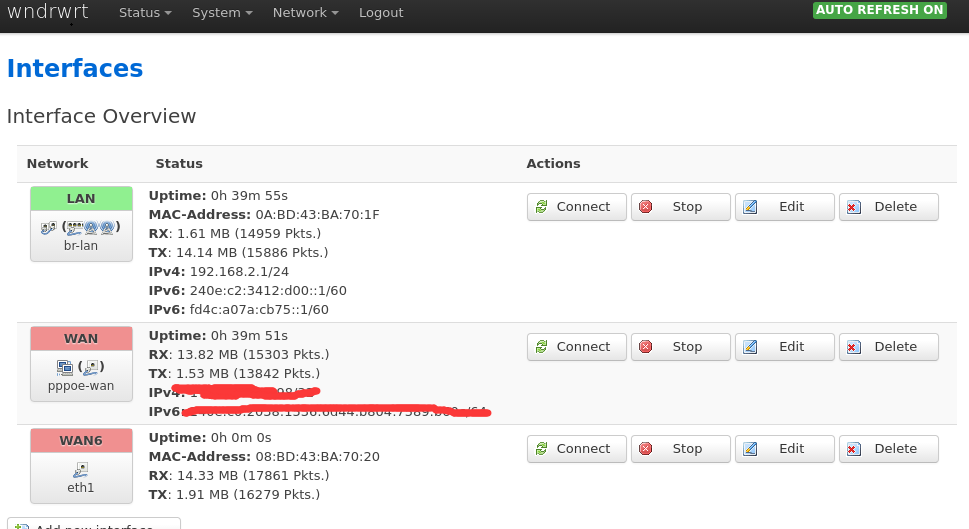 wndrwrt Status System Network Logout AUTO REFRESH ON
Interfaces
Interface Overview
Network Status Actions
LAN
br-lan
Uptime: 0h 39m 55s
MAC-Address: 0A:BD:43:BA:70:1F
RX: 1.61 MB (14959 Pkts.)
TX: 14.14 MB (15886 Pkts.)
IPv4: 192.168.2.1/24
IPv6: 240e:c2:3412:d00::1/60
IPv6: fd4c:a07a:cb75::1/60
Connect Stop Edit Delete
WAN
pppoe-wan
Uptime: 0h 39m 51s
RX: 13.82 MB (15303 Pkts.)
TX: 1.53 MB (13842 Pkts.)
IPv4:
IPv6:
Connect Stop Edit Delete
WAN6
eth1
Uptime: 0h 0m 0s
MAC-Address: 08:BD:43:BA:70:20
RX: 14.33 MB (17861 Pkts.)
TX: 1.91 MB (16279 Pkts.)
Connect Stop Edit Delete
Add new interface...